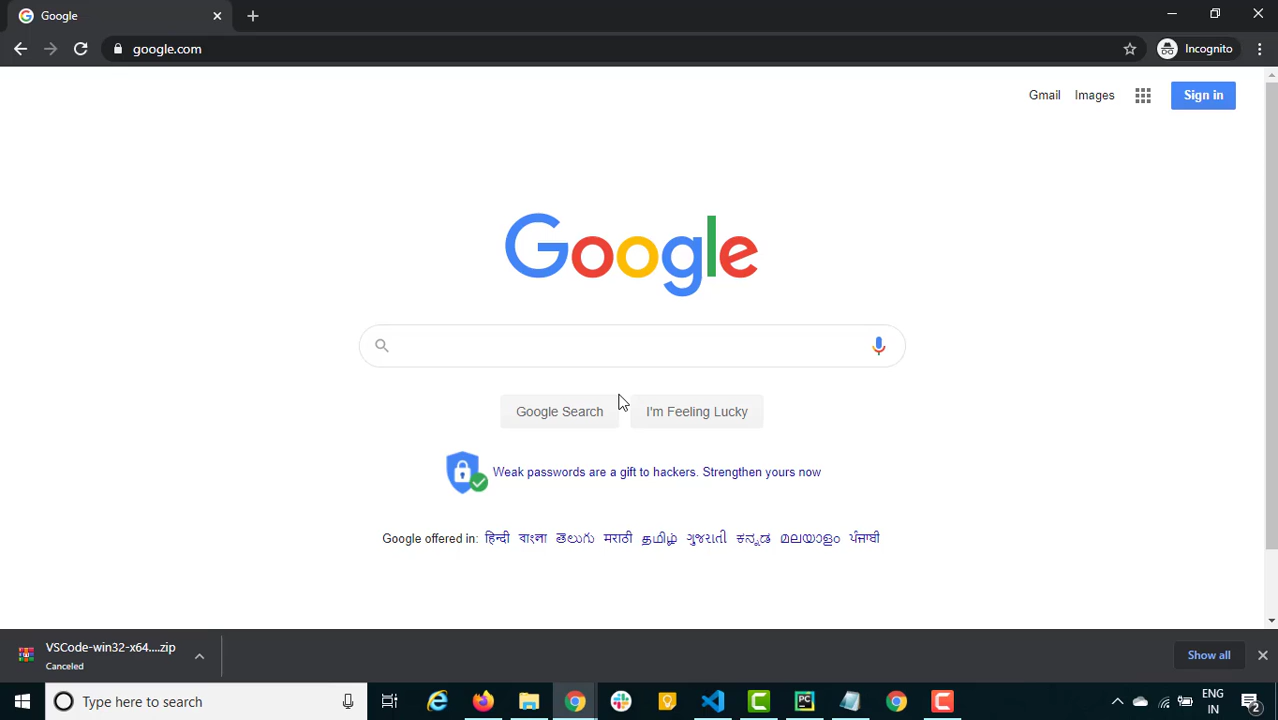 Google
google.com
Incognito
Gmail Images Sign in
Google
Google Search I'm Feeling Lucky
Weak passwords are a gift to hackers. Strengthen yours now
Google offered in: हिन्दी বাংলা తెలుగు मराठी தமிழ் ગુજરાતી ಕನ್ನಡ മലയാളം ਪੰਜਾਬੀ
VSCode-win32-x64....zip
Canceled
Show all
Type here to search
ENG
IN
2